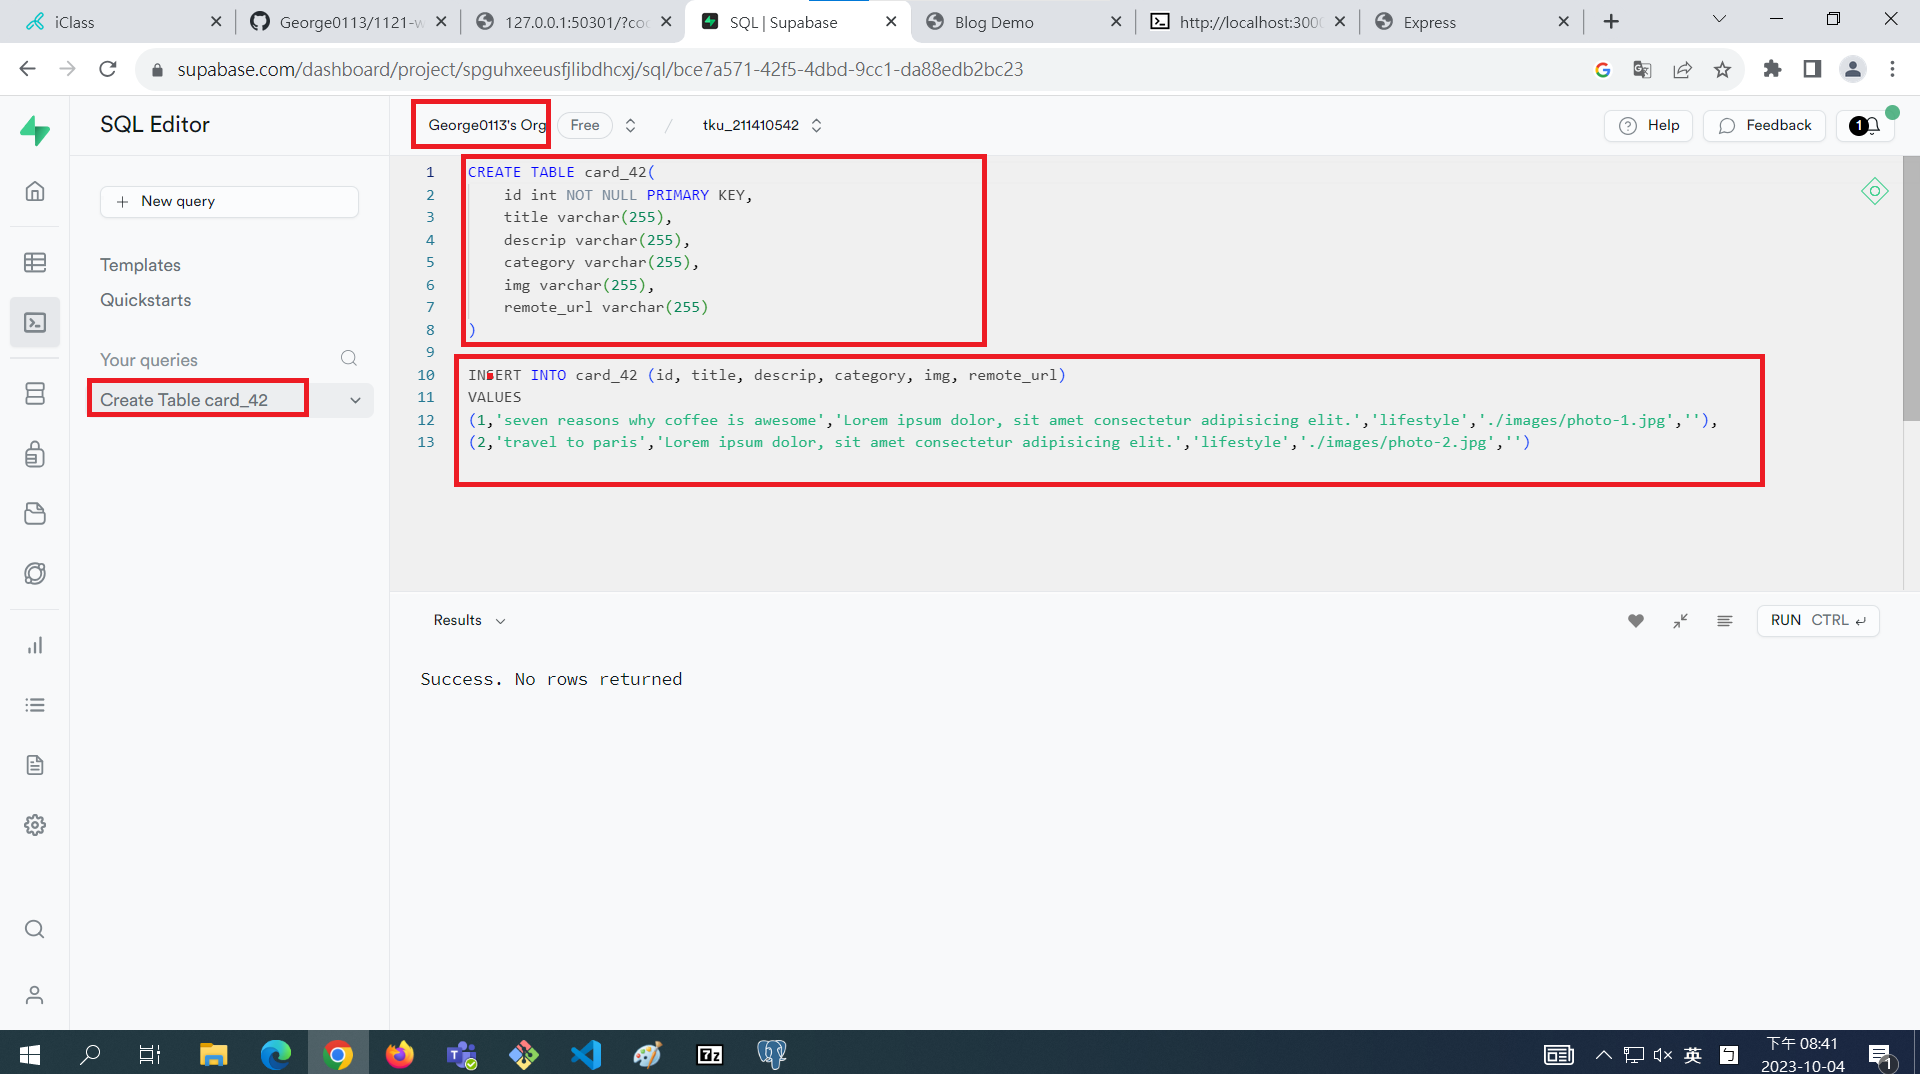 iClass
George0113/1121-w
127.0.0.1:50301/?coc
SQL | Supabase
Blog Demo
http://localhost:3000
Express
supabase.com/dashboard/project/spguhxeeusfjlibdhcxj/sql/bce7a571-42f5-4dbd-9cc1-da88edb2bc23
SQL Editor
George0113's Org
Free
/
tku_211410542
Help
Feedback
1
New query
Templates
Quickstarts
Your queries
Create Table card_42
1 CREATE TABLE card_42(
2 id int NOT NULL PRIMARY KEY,
3 title varchar(255),
4 descrip varchar(255),
5 category varchar(255),
6 img varchar(255),
7 remote_url varchar(255)
8 )
9
10 INSERT INTO card_42 (id, title, descrip, category, img, remote_url)
11 VALUES
12 (1,'seven reasons why coffee is awesome','Lorem ipsum dolor, sit amet consectetur adipisicing elit.','lifestyle','./images/photo-1.jpg',''),
13 (2,'travel to paris','Lorem ipsum dolor, sit amet consectetur adipisicing elit.','lifestyle','./images/photo-2.jpg','')
Results
RUN CTRL ↵
Success. No rows returned
7z
英
下午 08:41
2023-10-04
1